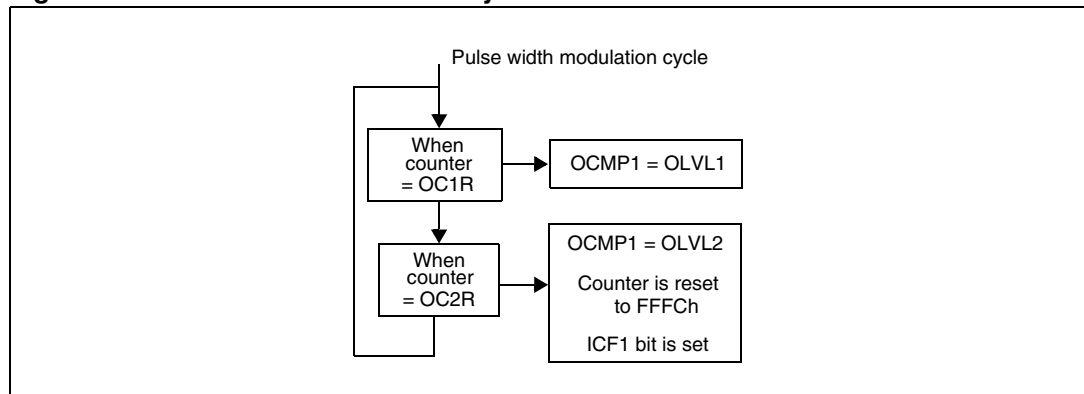 Pulse width modulation cycle
When
counter
= OC1R
OCMP1 = OLVL1
When
counter
= OC2R
OCMP1 = OLVL2
Counter is reset
to FFFCh
ICF1 bit is set